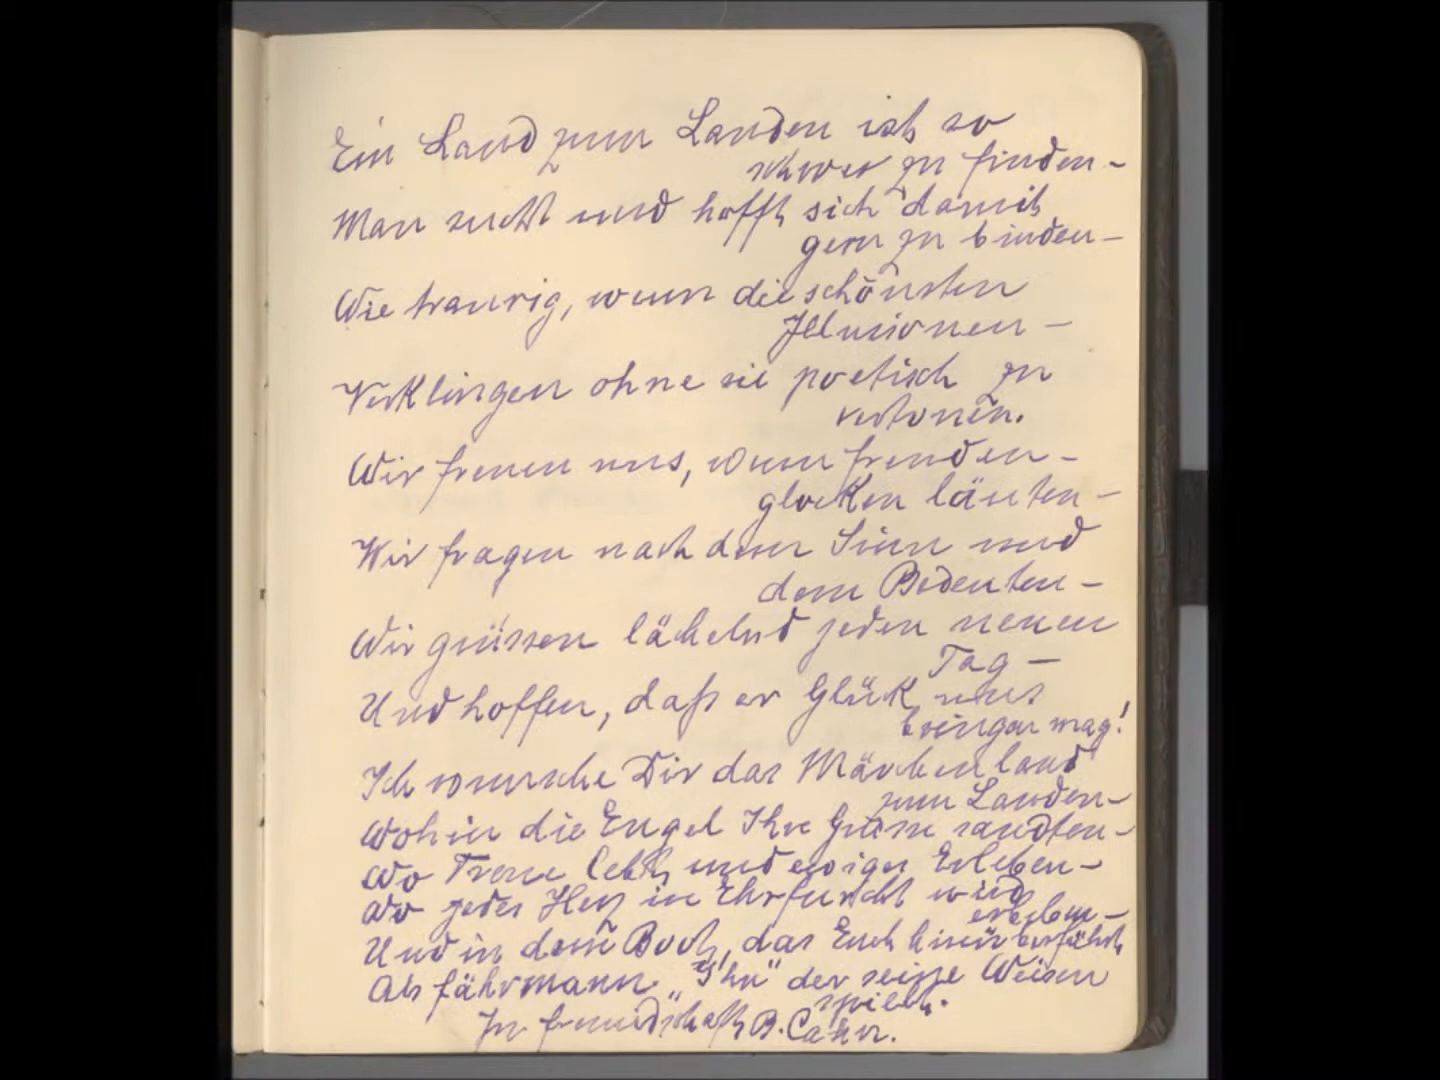 Ein Land zum Landen ist so
schwer zu finden –
Man sucht und hofft sich damit
gern zu binden –
Wie traurig, wenn die schönsten
Illusionen –
Verklingen ohne sie poetisch zu
vertonen.
Wir freuen uns, wenn freuden–
glocken läuten –
Wir fragen nach dem Sinn und
dem Bedeuten –
Wir grüssen lächelnd jeden neuen
Tag –
Und hoffen, daß er Glück uns
bringen mag!
Ich wünsche Dir das Märchenland
zum Landen –
Wohin die Engel Ihre Grüsse sandten –
Wo Treue lebt, und ewiges Erleben –
Wo jedes Herz in Ehrfurcht wird
erbeben –
Und in dem Boot, das Euch hinüberfährt
Als fährmann „Ihn" der seine Weisen
spielt.
In freundschaft B. Cahn.